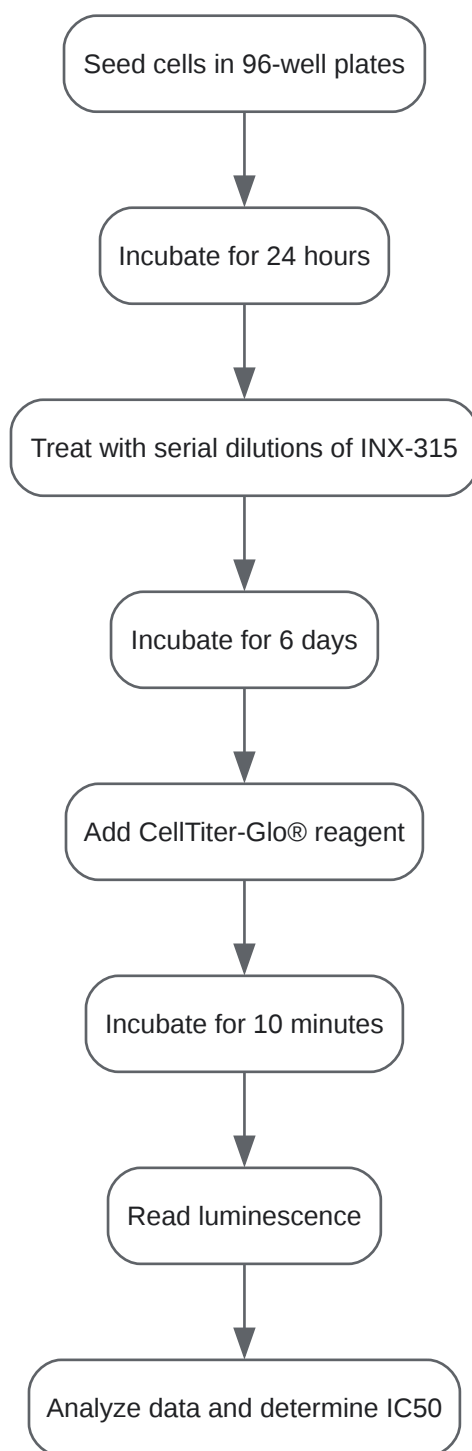 Seed cells in 96-well plates
Incubate for 24 hours
Treat with serial dilutions of INX-315
Incubate for 6 days
Add CellTiter-Glo® reagent
Incubate for 10 minutes
Read luminescence
Analyze data and determine IC50